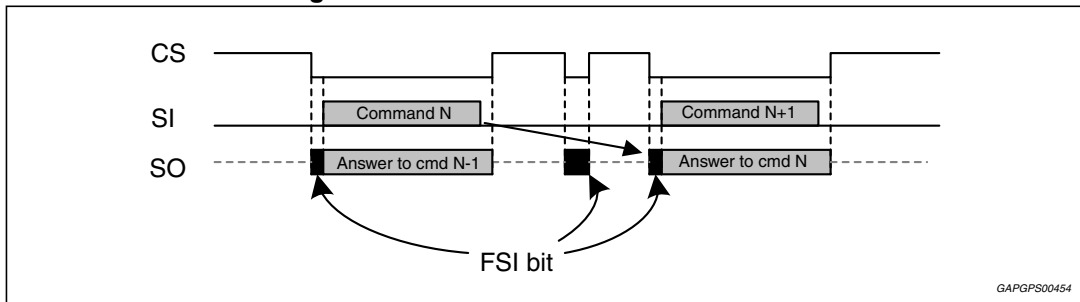 CS
SI
Command N
Command N+1
SO
Answer to cmd N-1
Answer to cmd N
FSI bit
GAPGPS00454